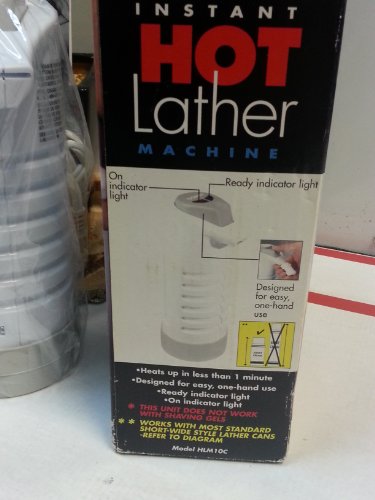 INSTANT
HOT
Lather
MACHINE
On
indicator
light
Ready indicator light
Designed
for easy,
one-hand
use
•Heats up in less than 1 minute
•Designed for easy, one-hand use
•Ready indicator light
•On indicator light
* THIS UNIT DOES NOT WORK
WITH SHAVING GELS
** WORKS WITH MOST STANDARD
SHORT-WIDE STYLE LATHER CANS
-REFER TO DIAGRAM
Model HLM10C